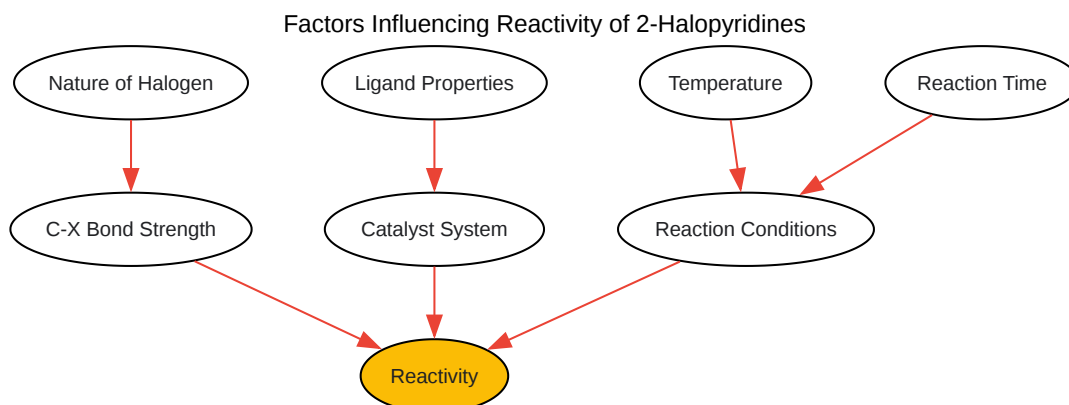 Factors Influencing Reactivity of 2-Halopyridines
Nature of Halogen
Ligand Properties
Temperature
Reaction Time
C-X Bond Strength
Catalyst System
Reaction Conditions
Reactivity